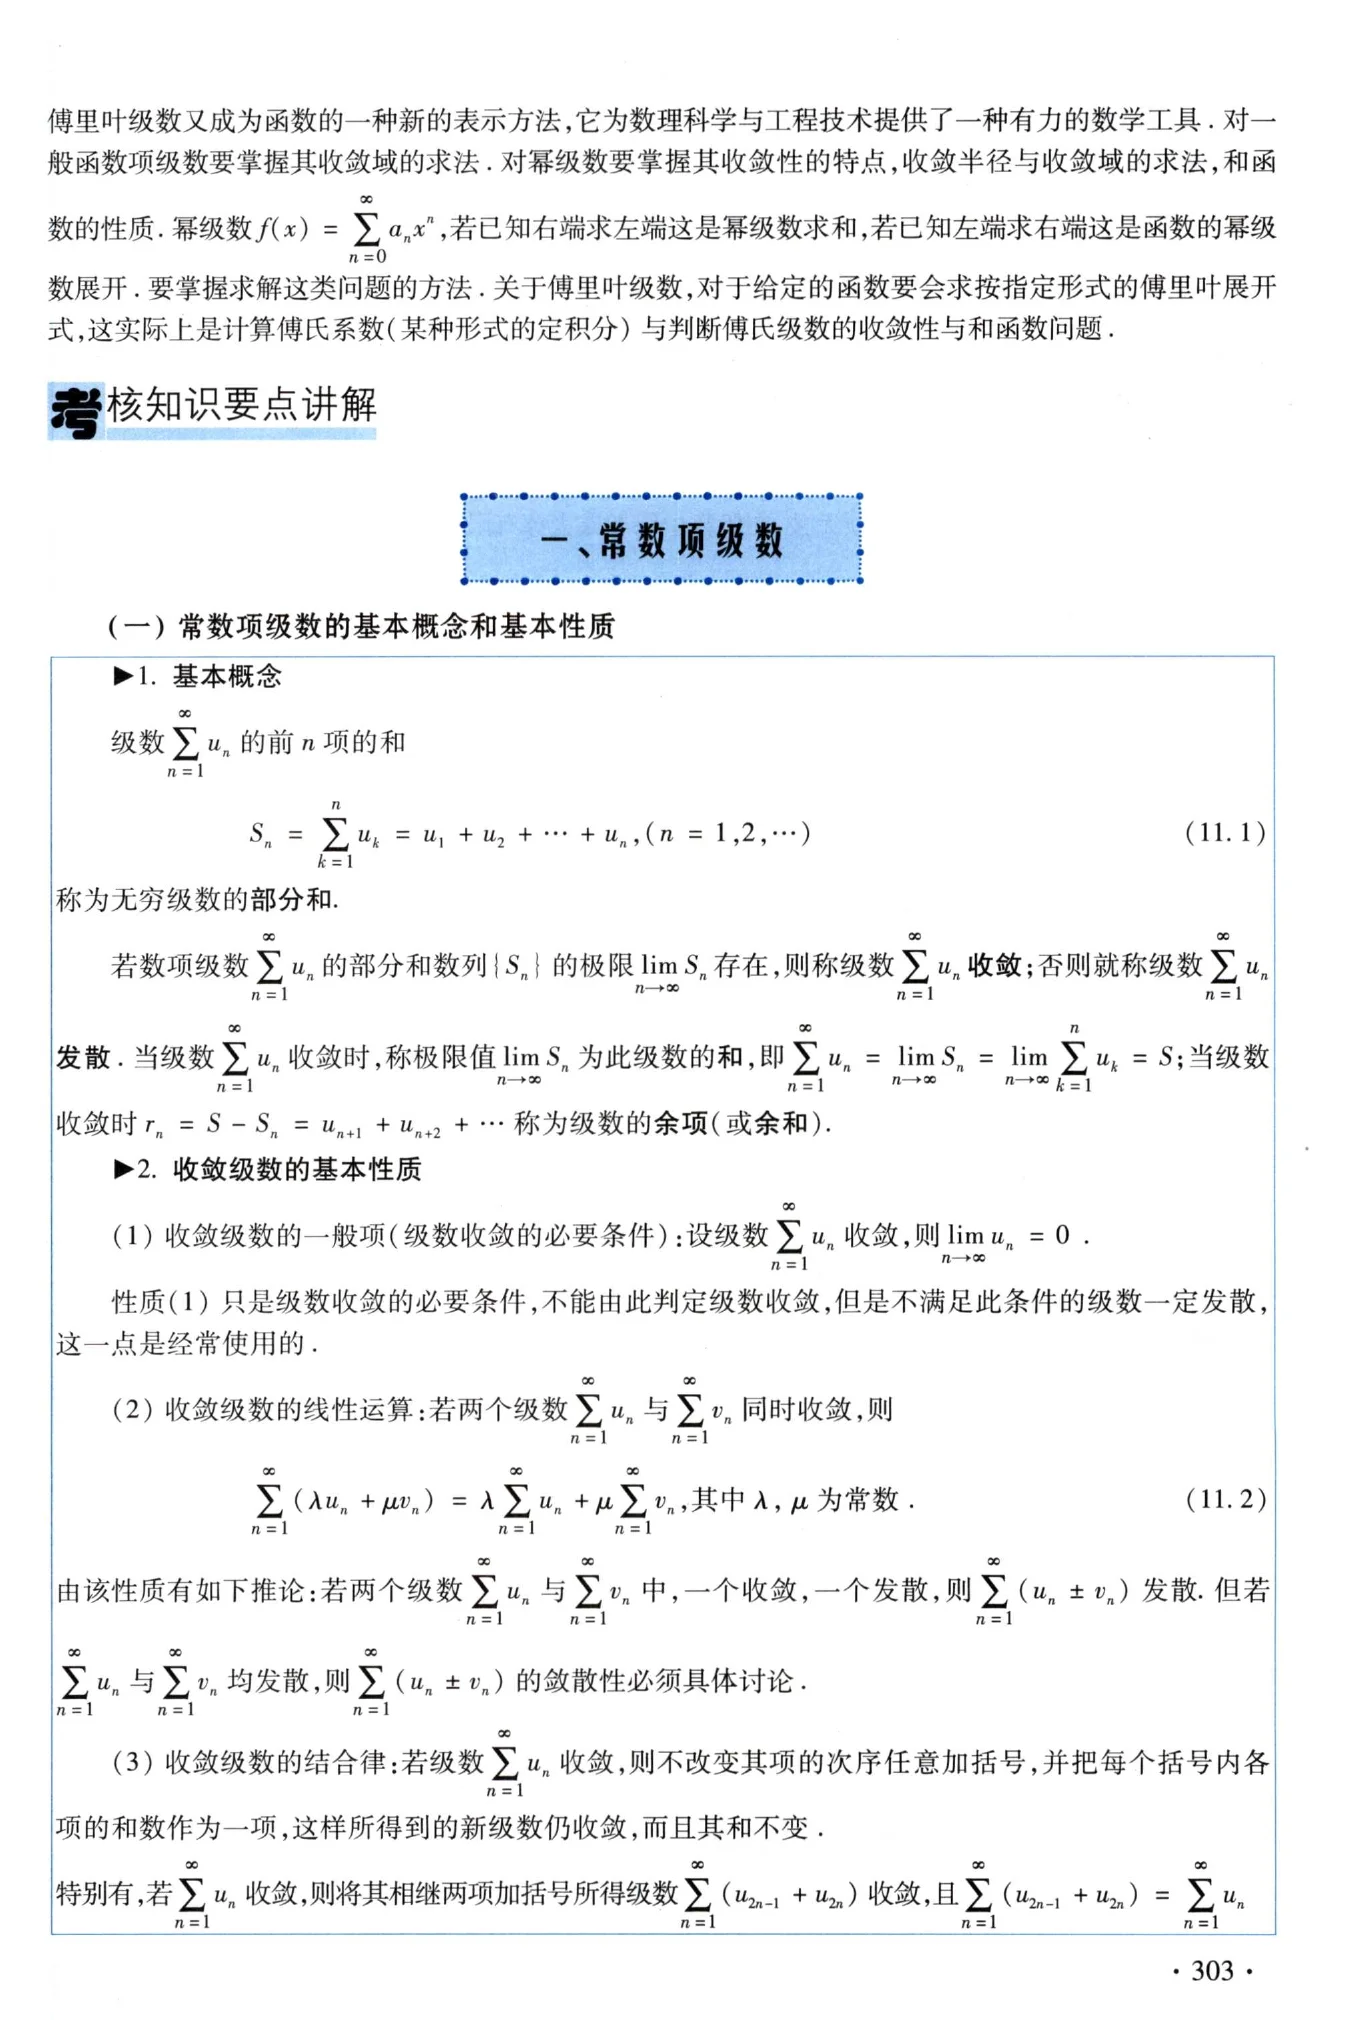 傅里叶级数又成为函数的一种新的表示方法,它为数理科学与工程技术提供了一种有力的数学工具.对一
般函数项级数要掌握其收敛域的求法.对幂级数要掌握其收敛性的特点,收敛半径与收敛域的求法,和函
数的性质.幂级数 $f(x) = \sum_{n=0}^{\infty} a_n x^n$,若已知右端求左端这是幂级数求和,若已知左端求右端这是函数的幂级
数展开.要掌握求解这类问题的方法.关于傅里叶级数,对于给定的函数要会求按指定形式的傅里叶展开
式,这实际上是计算傅氏系数(某种形式的定积分)与判断傅氏级数的收敛性与和函数问题.
考核知识要点讲解
一、常数项级数
(一) 常数项级数的基本概念和基本性质
▶1. 基本概念
级数 $\sum_{n=1}^{\infty} u_n$ 的前 $n$ 项的和
$S_n = \sum_{k=1}^{n} u_k = u_1 + u_2 + \cdots + u_n, (n = 1,2,\cdots)$ (11.1)
称为无穷级数的部分和.
若数项级数 $\sum_{n=1}^{\infty} u_n$ 的部分和数列 $\{S_n\}$ 的极限 $\lim_{n\to\infty} S_n$ 存在,则称级数 $\sum_{n=1}^{\infty} u_n$ 收敛;否则就称级数 $\sum_{n=1}^{\infty} u_n$
发散.当级数 $\sum_{n=1}^{\infty} u_n$ 收敛时,称极限值 $\lim_{n\to\infty} S_n$ 为此级数的和,即 $\sum_{n=1}^{\infty} u_n = \lim_{n\to\infty} S_n = \lim_{n\to\infty} \sum_{k=1}^{n} u_k = S$;当级数
收敛时 $r_n = S - S_n = u_{n+1} + u_{n+2} + \cdots$ 称为级数的余项(或余和).
▶2. 收敛级数的基本性质
(1) 收敛级数的一般项(级数收敛的必要条件):设级数 $\sum_{n=1}^{\infty} u_n$ 收敛,则 $\lim_{n\to\infty} u_n = 0$ .
性质(1) 只是级数收敛的必要条件,不能由此判定级数收敛,但是不满足此条件的级数一定发散,
这一点是经常使用的.
(2) 收敛级数的线性运算:若两个级数 $\sum_{n=1}^{\infty} u_n$ 与 $\sum_{n=1}^{\infty} v_n$ 同时收敛,则
$\sum_{n=1}^{\infty} (\lambda u_n + \mu v_n) = \lambda \sum_{n=1}^{\infty} u_n + \mu \sum_{n=1}^{\infty} v_n$,其中 $\lambda, \mu$ 为常数. (11.2)
由该性质有如下推论:若两个级数 $\sum_{n=1}^{\infty} u_n$ 与 $\sum_{n=1}^{\infty} v_n$ 中,一个收敛,一个发散,则 $\sum_{n=1}^{\infty} (u_n \pm v_n)$ 发散.但若
$\sum_{n=1}^{\infty} u_n$ 与 $\sum_{n=1}^{\infty} v_n$ 均发散,则 $\sum_{n=1}^{\infty} (u_n \pm v_n)$ 的敛散性必须具体讨论.
(3) 收敛级数的结合律:若级数 $\sum_{n=1}^{\infty} u_n$ 收敛,则不改变其项的次序任意加括号,并把每个括号内各
项的和数作为一项,这样所得到的新级数仍收敛,而且其和不变.
特别有,若 $\sum_{n=1}^{\infty} u_n$ 收敛,则将其相继两项加括号所得级数 $\sum_{n=1}^{\infty} (u_{2n-1} + u_{2n})$ 收敛,且 $\sum_{n=1}^{\infty} (u_{2n-1} + u_{2n}) = \sum_{n=1}^{\infty} u_n$
· 303 ·